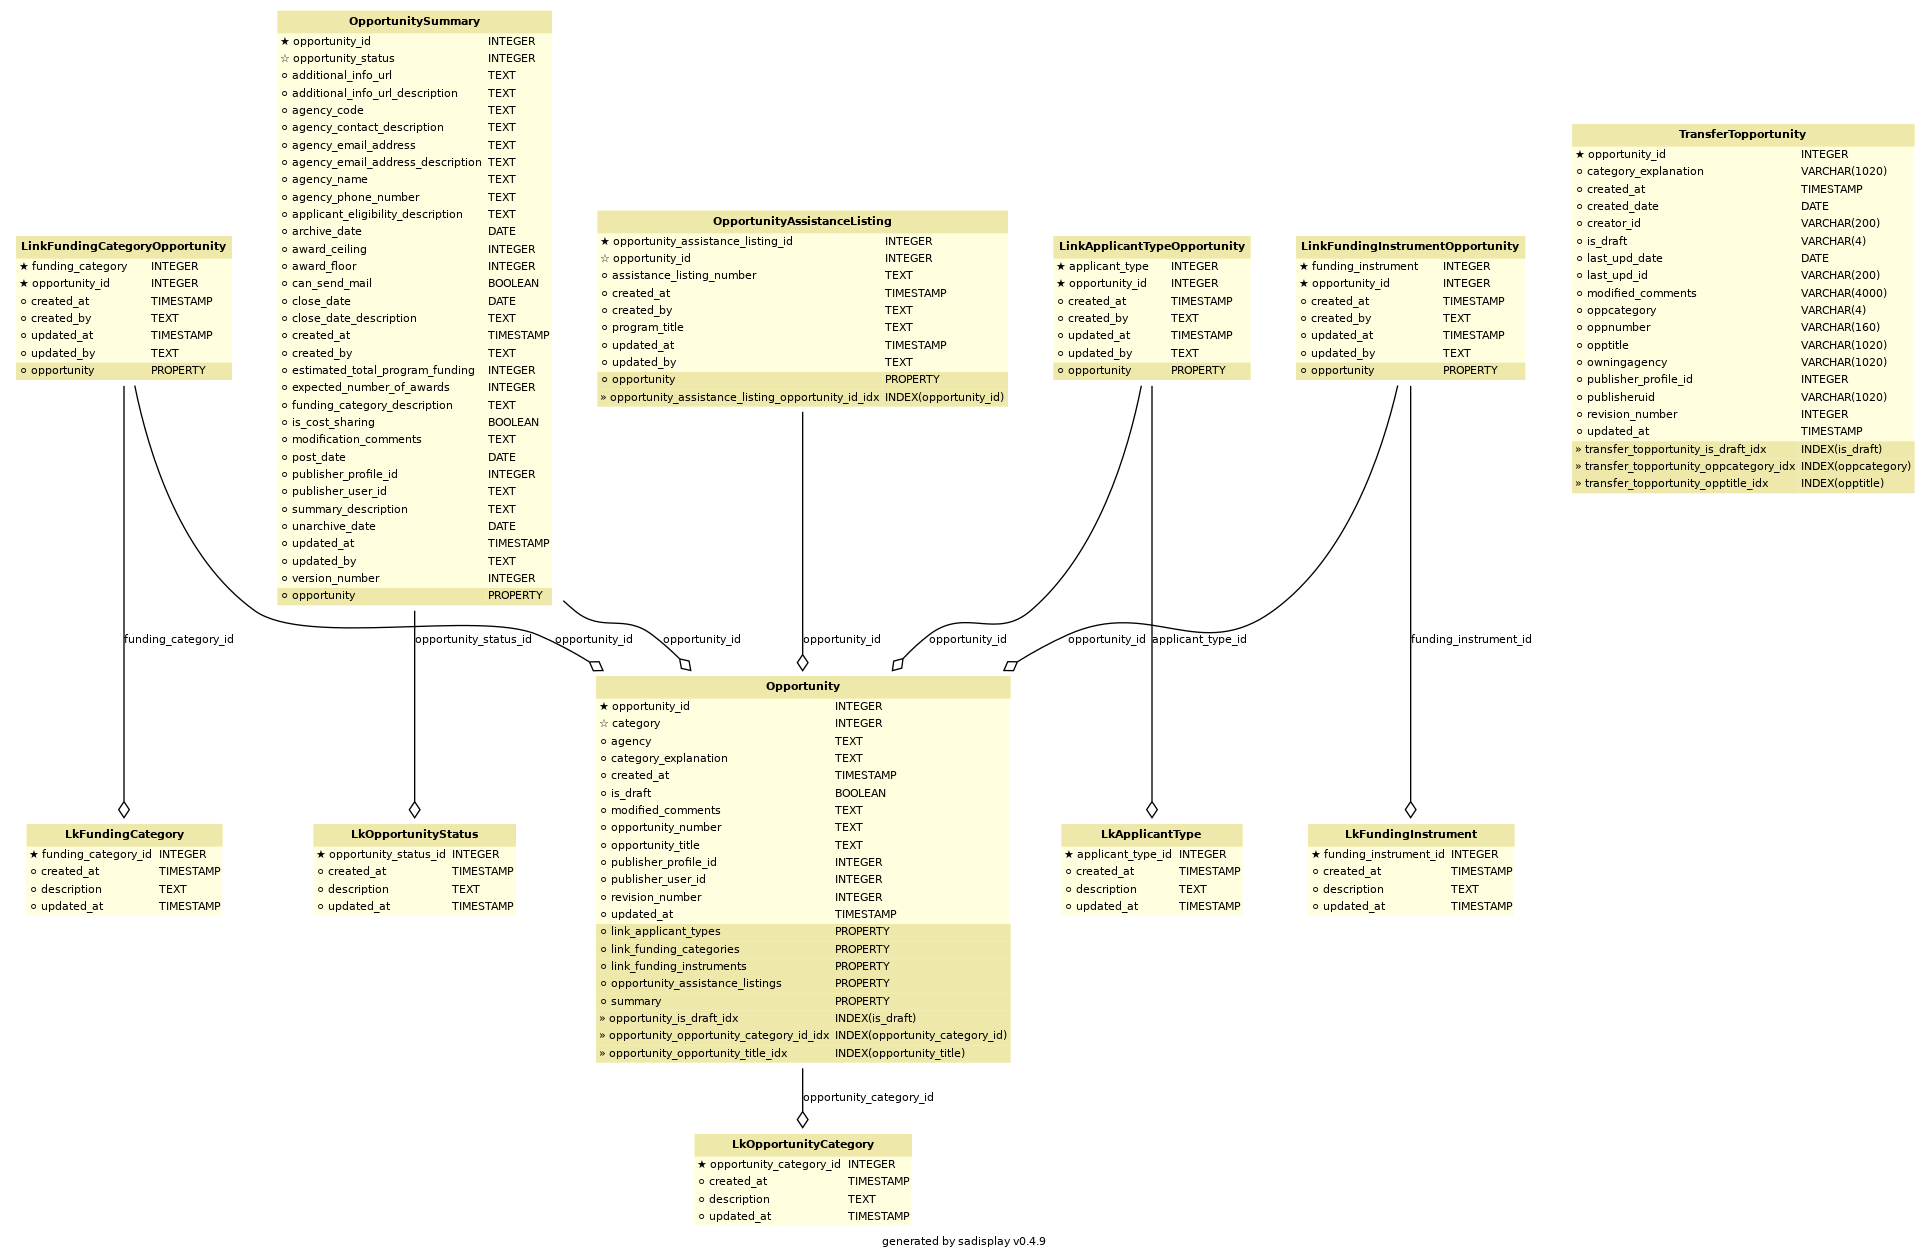 OpportunitySummary
★ opportunity_id INTEGER
☆ opportunity_status INTEGER
⚬ additional_info_url TEXT
⚬ additional_info_url_description TEXT
⚬ agency_code TEXT
⚬ agency_contact_description TEXT
⚬ agency_email_address TEXT
⚬ agency_email_address_description TEXT
⚬ agency_name TEXT
⚬ agency_phone_number TEXT
⚬ applicant_eligibility_description TEXT
⚬ archive_date DATE
⚬ award_ceiling INTEGER
⚬ award_floor INTEGER
⚬ can_send_mail BOOLEAN
⚬ close_date DATE
⚬ close_date_description TEXT
⚬ created_at TIMESTAMP
⚬ created_by TEXT
⚬ estimated_total_program_funding INTEGER
⚬ expected_number_of_awards INTEGER
⚬ funding_category_description TEXT
⚬ is_cost_sharing BOOLEAN
⚬ modification_comments TEXT
⚬ post_date DATE
⚬ publisher_profile_id INTEGER
⚬ publisher_user_id TEXT
⚬ summary_description TEXT
⚬ unarchive_date DATE
⚬ updated_at TIMESTAMP
⚬ updated_by TEXT
⚬ version_number INTEGER
⚬ opportunity PROPERTY
TransferTopportunity
★ opportunity_id INTEGER
⚬ category_explanation VARCHAR(1020)
⚬ created_at TIMESTAMP
⚬ created_date DATE
⚬ creator_id VARCHAR(200)
⚬ is_draft VARCHAR(4)
⚬ last_upd_date DATE
⚬ last_upd_id VARCHAR(200)
⚬ modified_comments VARCHAR(4000)
⚬ oppcategory VARCHAR(4)
⚬ oppnumber VARCHAR(160)
⚬ opptitle VARCHAR(1020)
⚬ owningagency VARCHAR(1020)
⚬ publisher_profile_id INTEGER
⚬ publisheruid VARCHAR(1020)
⚬ revision_number INTEGER
⚬ updated_at TIMESTAMP
» transfer_topportunity_is_draft_idx INDEX(is_draft)
» transfer_topportunity_oppcategory_idx INDEX(oppcategory)
» transfer_topportunity_opptitle_idx INDEX(opptitle)
LinkFundingCategoryOpportunity
★ funding_category INTEGER
★ opportunity_id INTEGER
⚬ created_at TIMESTAMP
⚬ created_by TEXT
⚬ updated_at TIMESTAMP
⚬ updated_by TEXT
⚬ opportunity PROPERTY
OpportunityAssistanceListing
★ opportunity_assistance_listing_id INTEGER
☆ opportunity_id INTEGER
⚬ assistance_listing_number TEXT
⚬ created_at TIMESTAMP
⚬ created_by TEXT
⚬ program_title TEXT
⚬ updated_at TIMESTAMP
⚬ updated_by TEXT
⚬ opportunity PROPERTY
» opportunity_assistance_listing_opportunity_id_idx INDEX(opportunity_id)
LinkApplicantTypeOpportunity
★ applicant_type INTEGER
★ opportunity_id INTEGER
⚬ created_at TIMESTAMP
⚬ created_by TEXT
⚬ updated_at TIMESTAMP
⚬ updated_by TEXT
⚬ opportunity PROPERTY
LinkFundingInstrumentOpportunity
★ funding_instrument INTEGER
★ opportunity_id INTEGER
⚬ created_at TIMESTAMP
⚬ created_by TEXT
⚬ updated_at TIMESTAMP
⚬ updated_by TEXT
⚬ opportunity PROPERTY
funding_category_id
opportunity_status_id
opportunity_id
opportunity_id
opportunity_id
opportunity_id
opportunity_id
applicant_type_id
funding_instrument_id
Opportunity
★ opportunity_id INTEGER
☆ category INTEGER
⚬ agency TEXT
⚬ category_explanation TEXT
⚬ created_at TIMESTAMP
⚬ is_draft BOOLEAN
⚬ modified_comments TEXT
⚬ opportunity_number TEXT
⚬ opportunity_title TEXT
⚬ publisher_profile_id INTEGER
⚬ publisher_user_id INTEGER
⚬ revision_number INTEGER
⚬ updated_at TIMESTAMP
⚬ link_applicant_types PROPERTY
⚬ link_funding_categories PROPERTY
⚬ link_funding_instruments PROPERTY
⚬ opportunity_assistance_listings PROPERTY
⚬ summary PROPERTY
» opportunity_is_draft_idx INDEX(is_draft)
» opportunity_opportunity_category_id_idx INDEX(opportunity_category_id)
» opportunity_opportunity_title_idx INDEX(opportunity_title)
LkFundingCategory
★ funding_category_id INTEGER
⚬ created_at TIMESTAMP
⚬ description TEXT
⚬ updated_at TIMESTAMP
LkOpportunityStatus
★ opportunity_status_id INTEGER
⚬ created_at TIMESTAMP
⚬ description TEXT
⚬ updated_at TIMESTAMP
LkApplicantType
★ applicant_type_id INTEGER
⚬ created_at TIMESTAMP
⚬ description TEXT
⚬ updated_at TIMESTAMP
LkFundingInstrument
★ funding_instrument_id INTEGER
⚬ created_at TIMESTAMP
⚬ description TEXT
⚬ updated_at TIMESTAMP
opportunity_category_id
LkOpportunityCategory
★ opportunity_category_id INTEGER
⚬ created_at TIMESTAMP
⚬ description TEXT
⚬ updated_at TIMESTAMP
generated by sadisplay v0.4.9